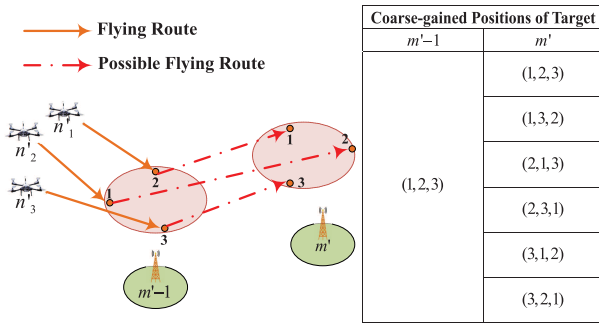 Flying Route
Possible Flying Route
n'1
n'2
n'3
1
2
3
1
2
3
m'−1
m'
Coarse-gained Positions of Target
m'−1 m'
(1,2,3)
(1,2,3)
(1,3,2)
(2,1,3)
(2,3,1)
(3,1,2)
(3,2,1)